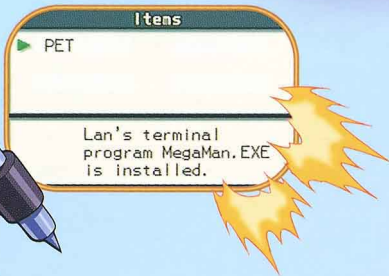 Items
PET
Lan's terminal
program MegaMan.EXE
is installed.